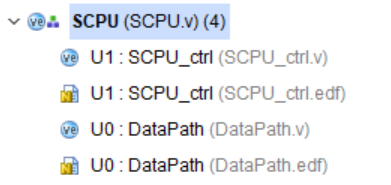 SCPU (SCPU.v) (4)
U1 : SCPU_ctrl (SCPU_ctrl.v)
U1 : SCPU_ctrl (SCPU_ctrl.edf)
U0 : DataPath (DataPath.v)
U0 : DataPath (DataPath.edf)